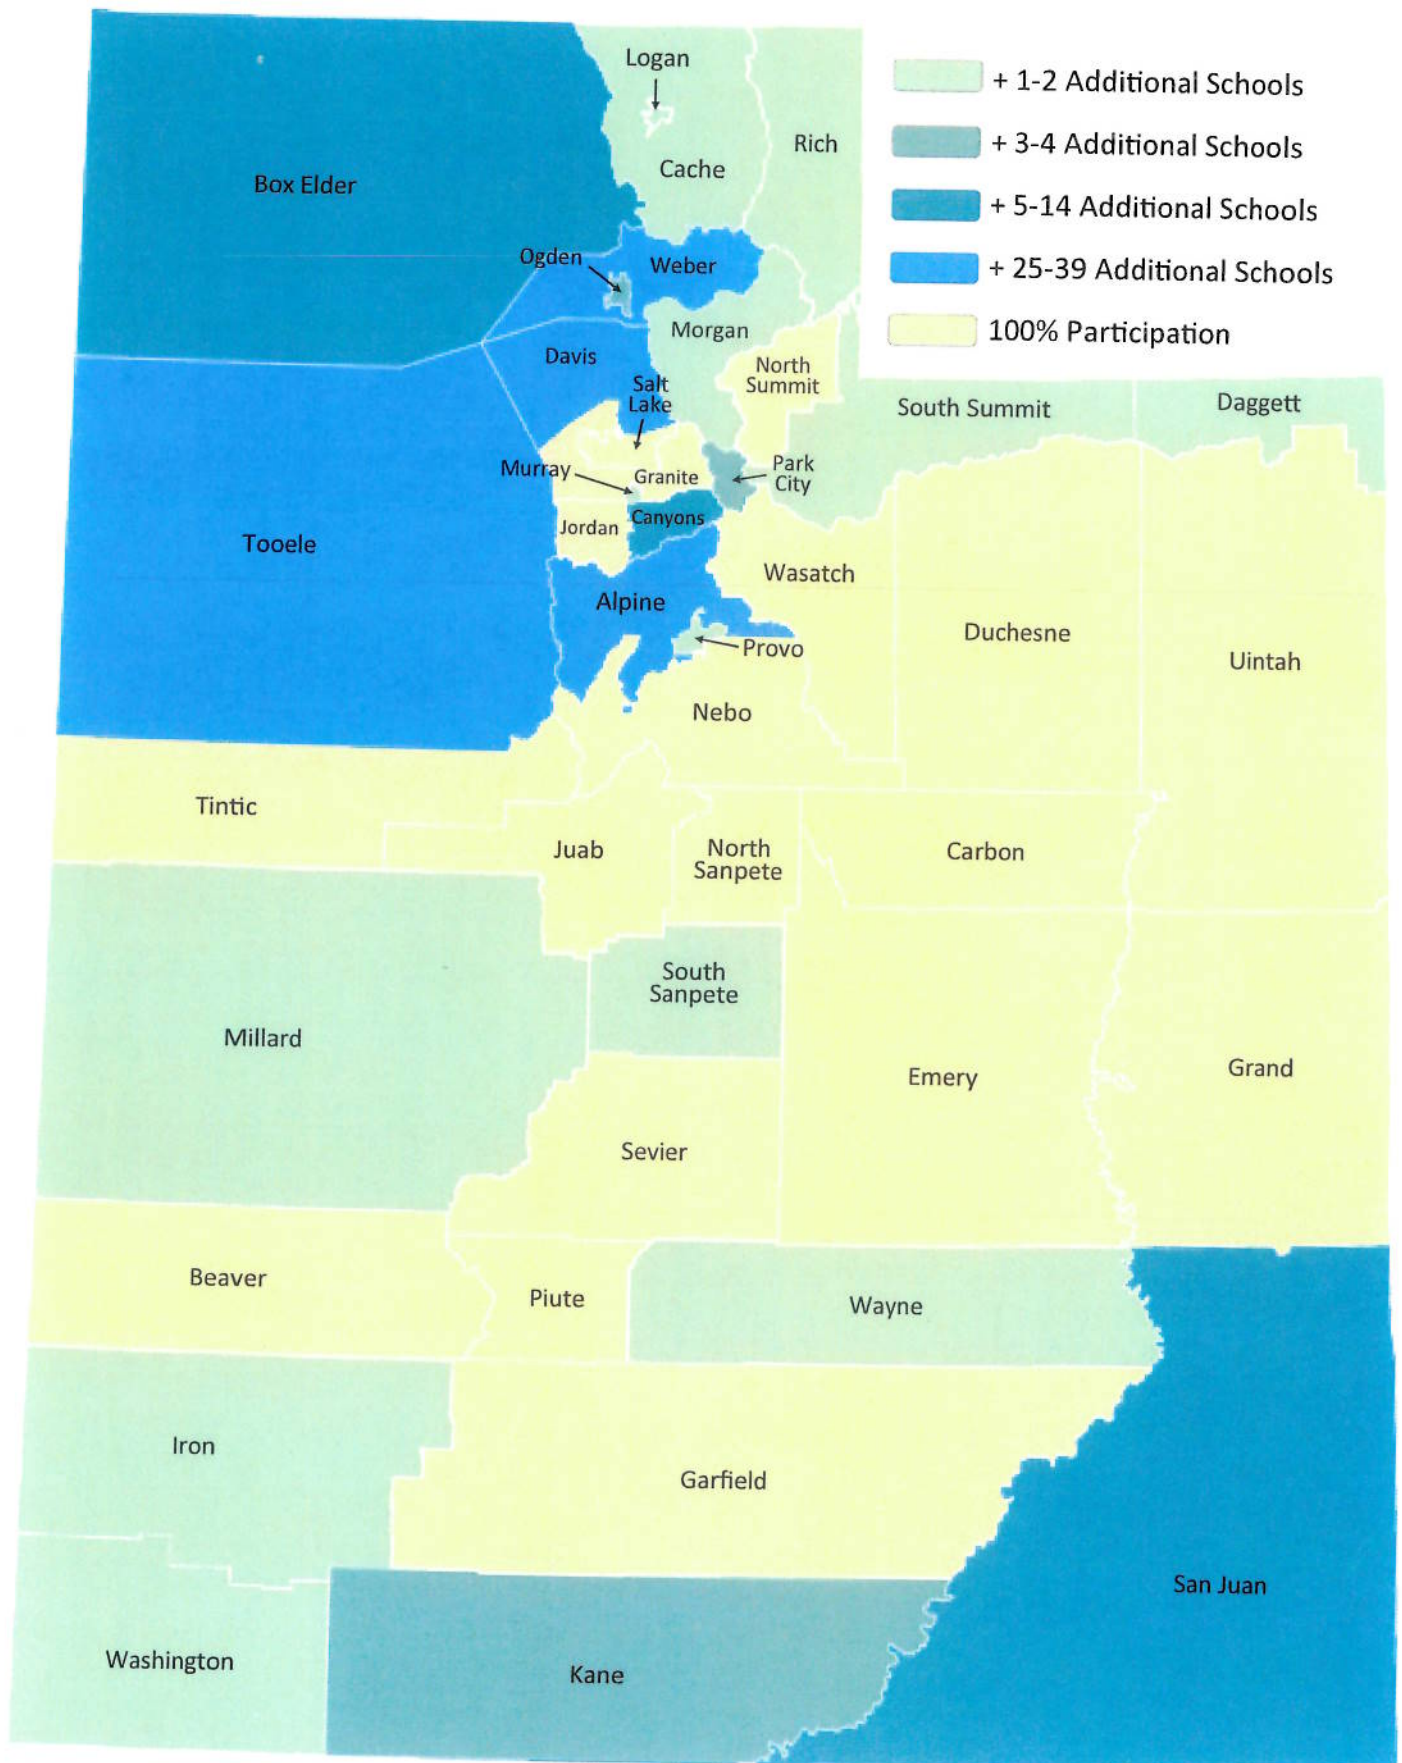 Logan
+ 1-2 Additional Schools
Rich
+ 3-4 Additional Schools
Cache
Box Elder
+ 5-14 Additional Schools
Ogden
Weber
+ 25-39 Additional Schools
Morgan
100% Participation
Davis
North
Summit
Salt
Lake
South Summit
Daggett
Murray
Granite
Park
City
Jordan
Canyons
Tooele
Wasatch
Alpine
Duchesne
Provo
Uintah
Nebo
Tintic
Juab
North
Sanpete
Carbon
South
Sanpete
Millard
Emery
Grand
Sevier
Beaver
Piute
Wayne
Iron
Garfield
San Juan
Washington
Kane